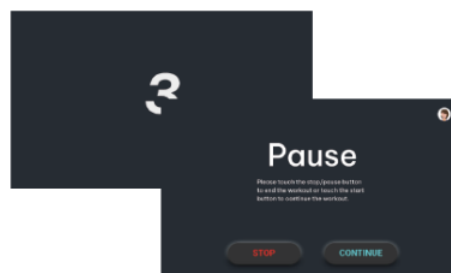 3
Pause
Please touch the stop/pause button
to end the workout or touch the start
button to continue the workout.
STOP
CONTINUE